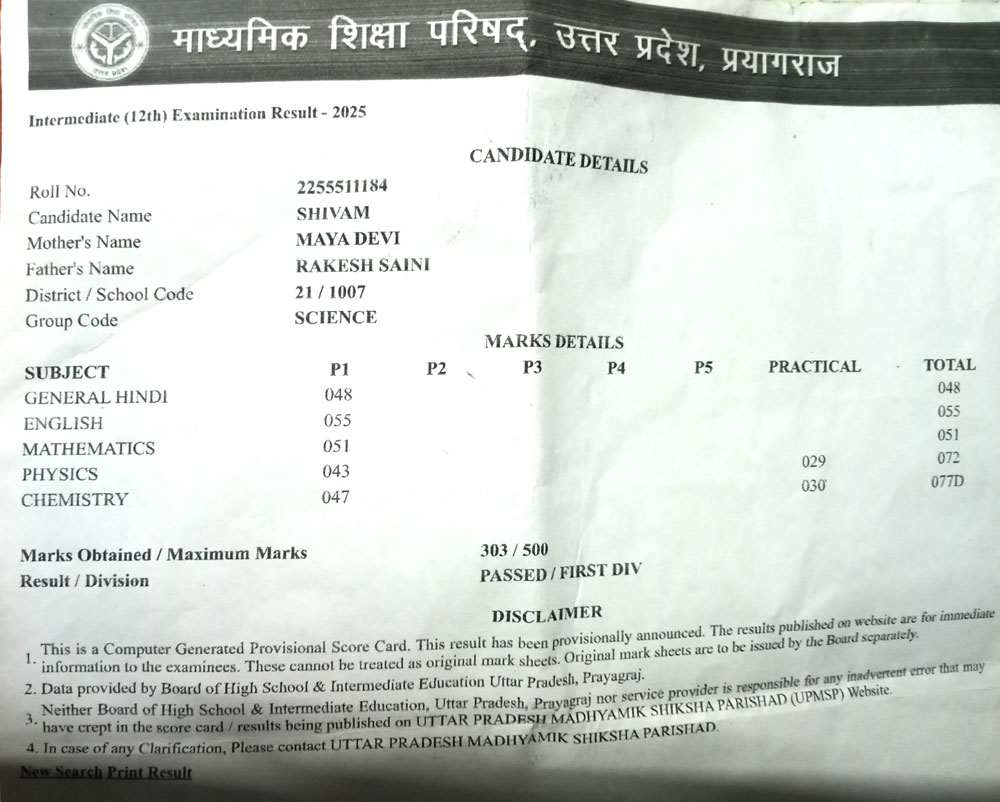 माध्यमिक शिक्षा परिषद्, उत्तर प्रदेश, प्रयागराज
Intermediate (12th) Examination Result - 2025
CANDIDATE DETAILS
Roll No. 2255511184
Candidate Name SHIVAM
Mother's Name MAYA DEVI
Father's Name RAKESH SAINI
District / School Code 21 / 1007
Group Code SCIENCE
MARKS DETAILS
SUBJECT P1 P2 P3 P4 P5 PRACTICAL TOTAL
GENERAL HINDI 048 048
ENGLISH 055 055
MATHEMATICS 051 051
PHYSICS 043 029 072
CHEMISTRY 047 030 077D
Marks Obtained / Maximum Marks 303 / 500
Result / Division PASSED / FIRST DIV
DISCLAIMER
1. This is a Computer Generated Provisional Score Card. This result has been provisionally announced. The results published on website are for immediate
information to the examinees. These cannot be treated as original mark sheets. Original mark sheets are to be issued by the Board separately.
2. Data provided by Board of High School & Intermediate Education Uttar Pradesh, Prayagraj.
3. Neither Board of High School & Intermediate Education, Uttar Pradesh, Prayagraj nor service provider is responsible for any inadvertent error that may
have crept in the score card / results being published on UTTAR PRADESH MADHYAMIK SHIKSHA PARISHAD (UPMSP) Website.
4. In case of any Clarification, Please contact UTTAR PRADESH MADHYAMIK SHIKSHA PARISHAD.
New Search Print Result